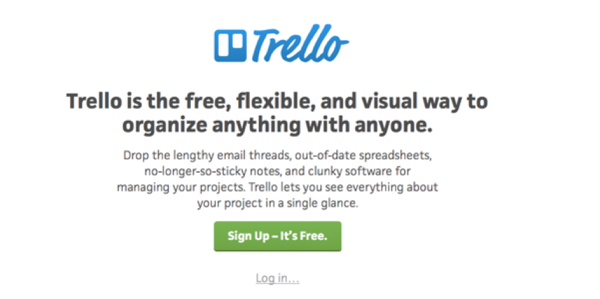 Trello
Trello is the free, flexible, and visual way to
organize anything with anyone.
Drop the lengthy email threads, out-of-date spreadsheets,
no-longer-so-sticky notes, and clunky software for
managing your projects. Trello lets you see everything about
your project in a single glance.
Sign Up – It's Free.
Log in...